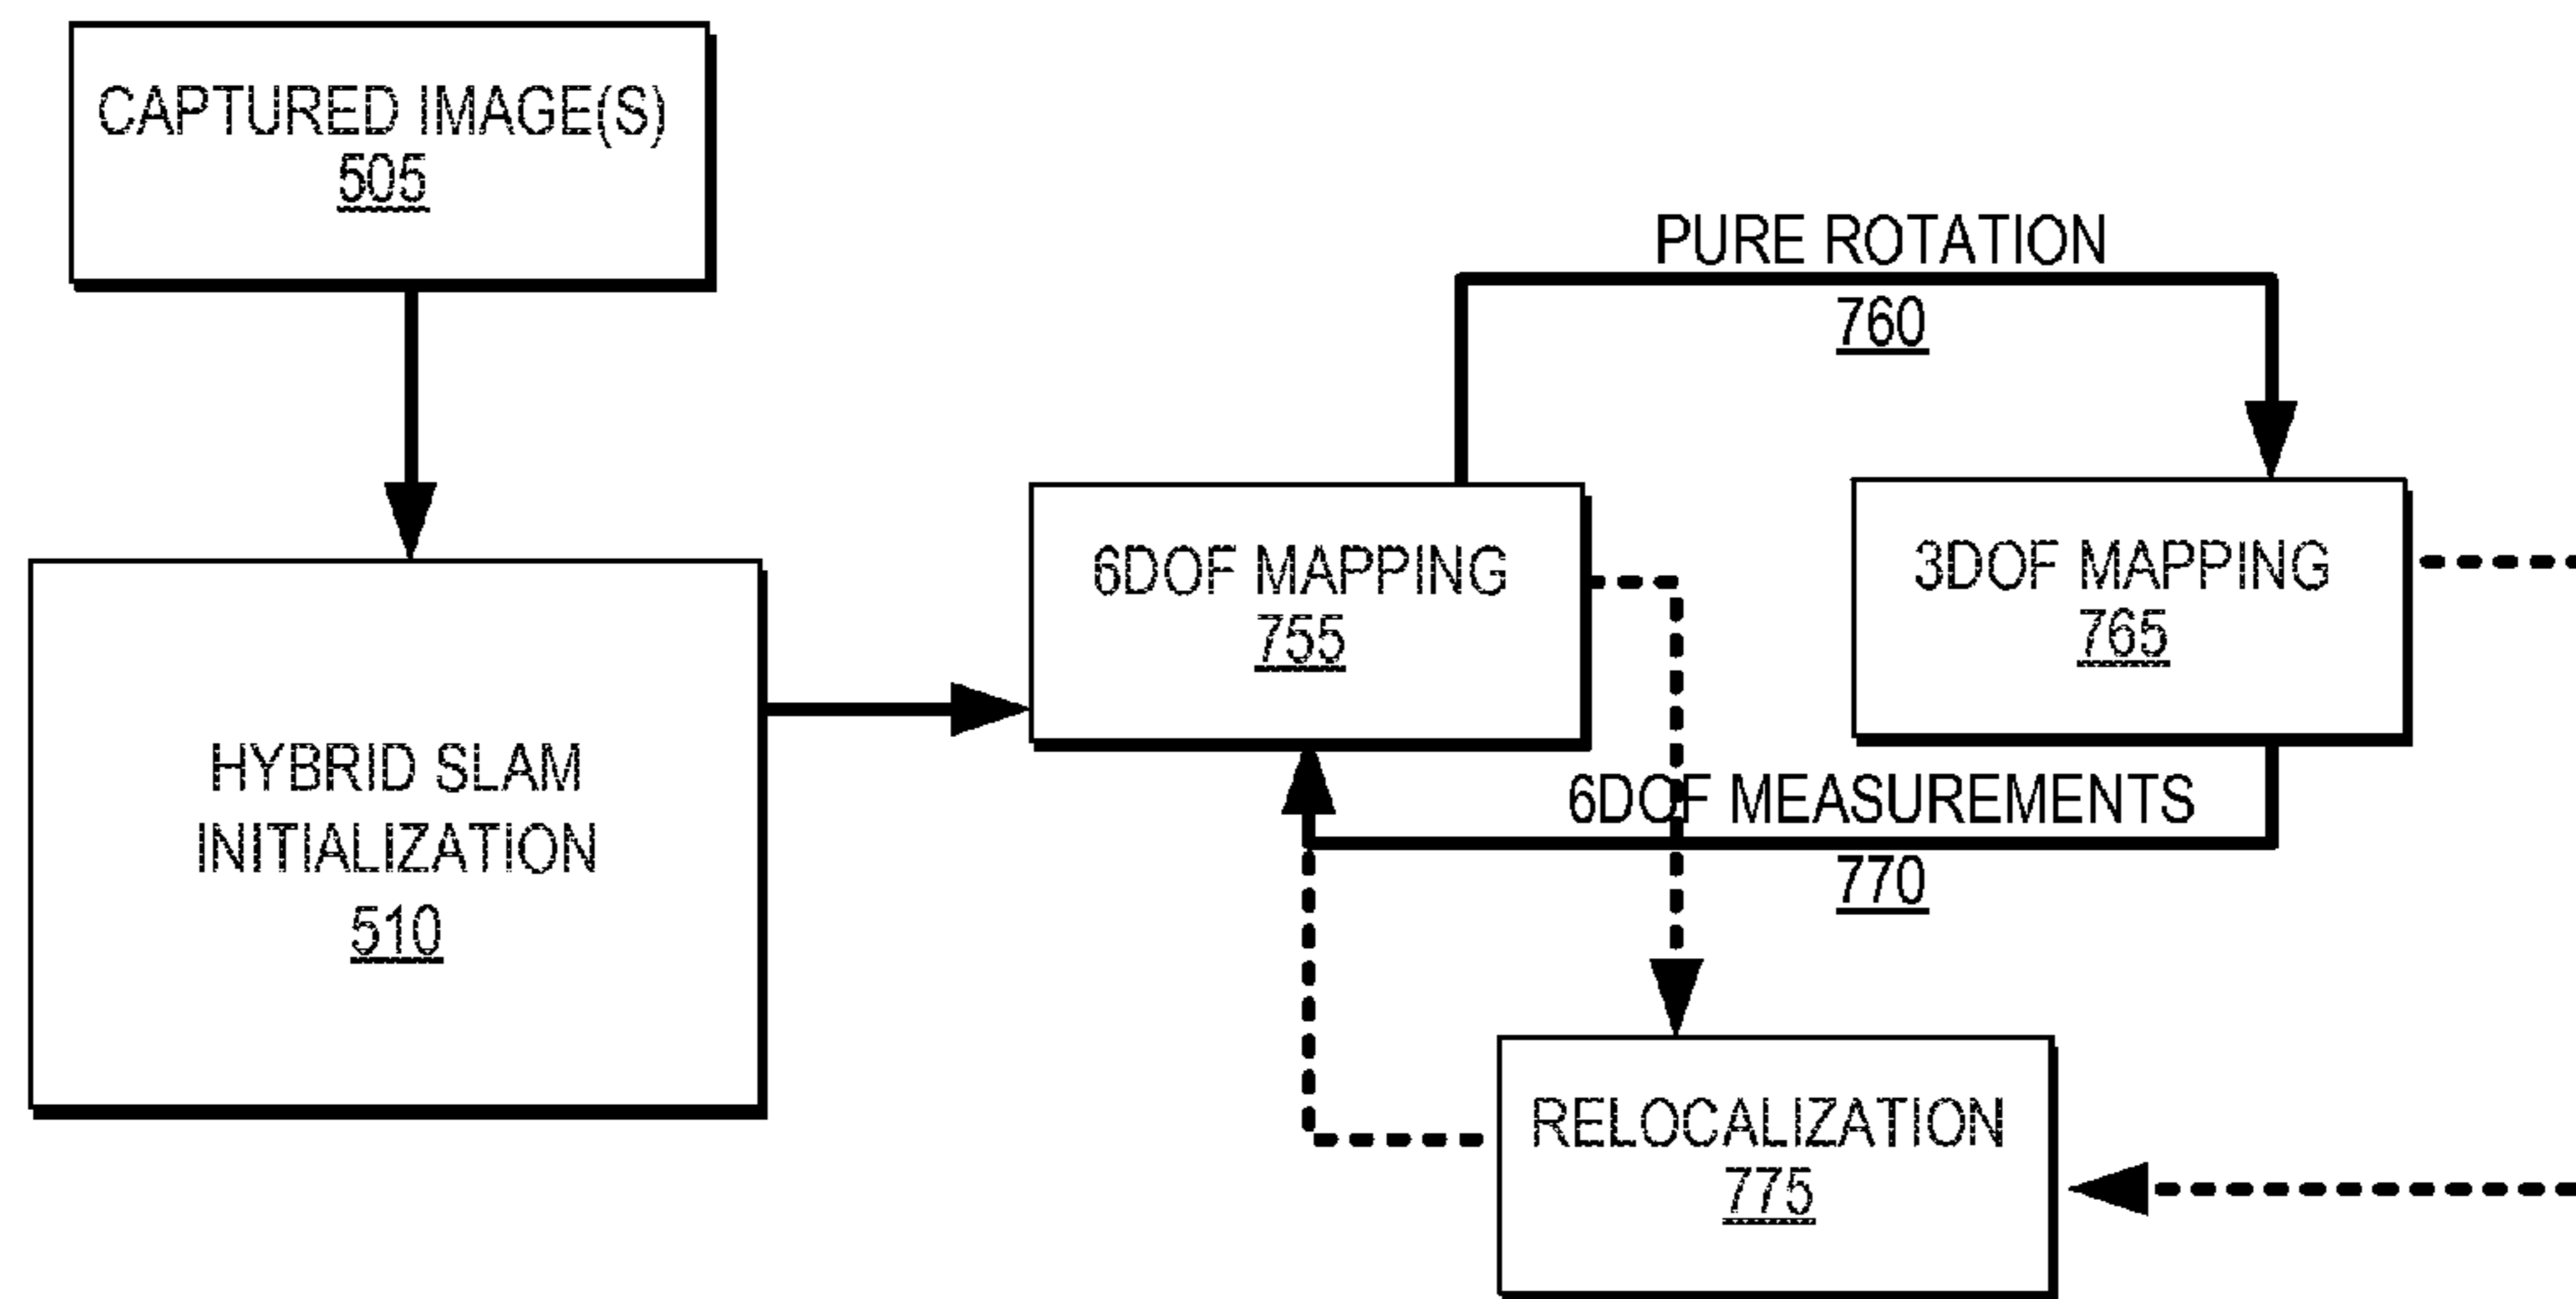 CAPTURED IMAGE(S)
505
PURE ROTATION
760
6DOF MAPPING
755
3DOF MAPPING
765
HYBRID SLAM
INITIALIZATION
510
6DOF MEASUREMENTS
770
RELOCALIZATION
775